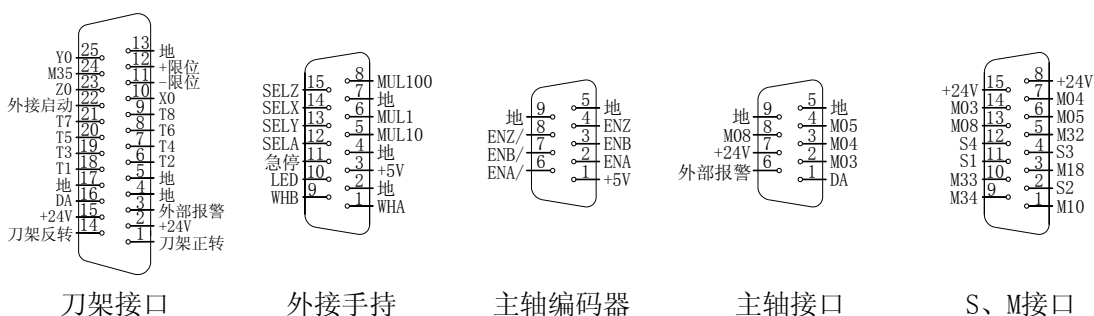 Y0 25
M35 24
Z0 23
外接启动 22
T7 21
T5 20
T3 19
T1 18
地 17
DA 16
+24V 15
刀架反转 14
13 地
12 +限位
11 -限位
10 X0
9 T8
8 T6
7 T4
6 T2
5 地
4 地
3 外部报警
2 +24V
1 刀架正转
刀架接口
SELZ 15
SELX 14
SELY 13
SELA 12
急停 11
LED 10
WHB 9
8 MUL100
7 地
6 MUL1
5 MUL10
4 地
3 +5V
2 地
1 WHA
外接手持
地 9
ENZ/ 8
ENB/ 7
ENA/ 6
5 地
4 ENZ
3 ENB
2 ENA
1 +5V
主轴编码器
地 9
M08 8
+24V 7
外部报警 6
5 地
4 M05
3 M04
2 M03
1 DA
主轴接口
+24V 15
M03 14
M08 13
S4 12
S1 11
M33 10
M34 9
8 +24V
7 M04
6 M05
5 M32
4 S3
3 M18
2 S2
1 M10
S、M接口